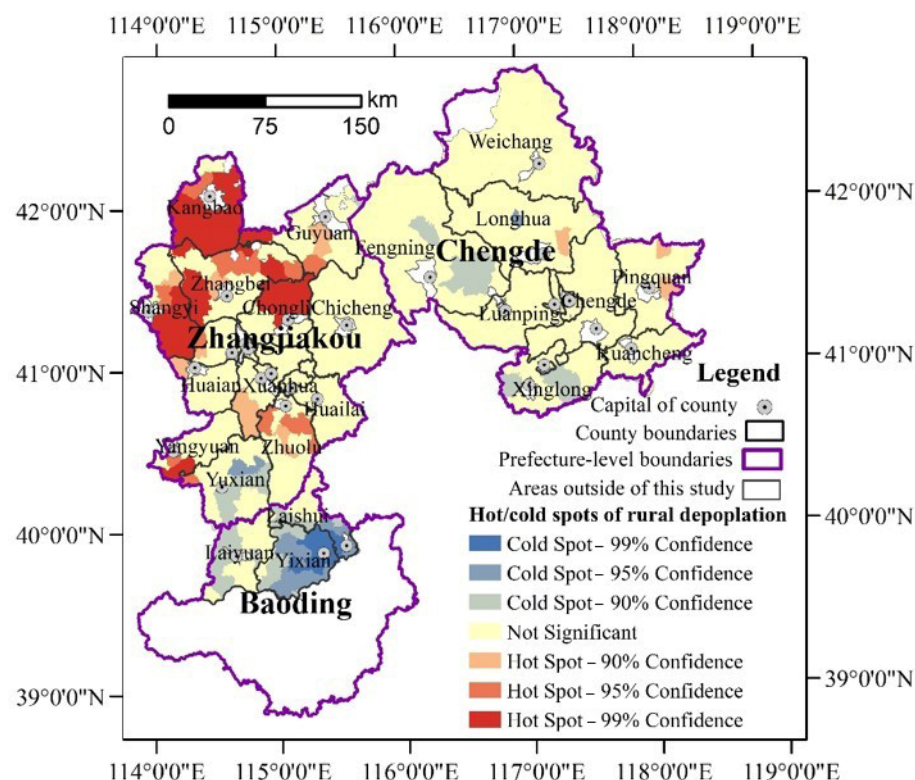 114°0'0"E 115°0'0"E 116°0'0"E 117°0'0"E 118°0'0"E 119°0'0"E
km
0 75 150
Weichang
42°0'0"N
42°0'0"N
Kangbao
Longhua
Guyuan
Fengning
Chengde
Zhangbei
Pingquan
Shangyi
Chongli
Chicheng
Chengde
Luanping
Zhangjiakou
Kuancheng
41°0'0"N
41°0'0"N
Huaian
Xuanhua
Xinglong
Huailai
Yangyuan
Zhuolu
Yuxian
40°0'0"N
40°0'0"N
Laishui
Laiyuan
Yixian
Baoding
39°0'0"N
39°0'0"N
Legend
Capital of county
County boundaries
Prefecture-level boundaries
Areas outside of this study
Hot/cold spots of rural depoplation
Cold Spot – 99% Confidence
Cold Spot – 95% Confidence
Cold Spot – 90% Confidence
Not Significant
Hot Spot – 90% Confidence
Hot Spot – 95% Confidence
Hot Spot – 99% Confidence
114°0'0"E 115°0'0"E 116°0'0"E 117°0'0"E 118°0'0"E 119°0'0"E